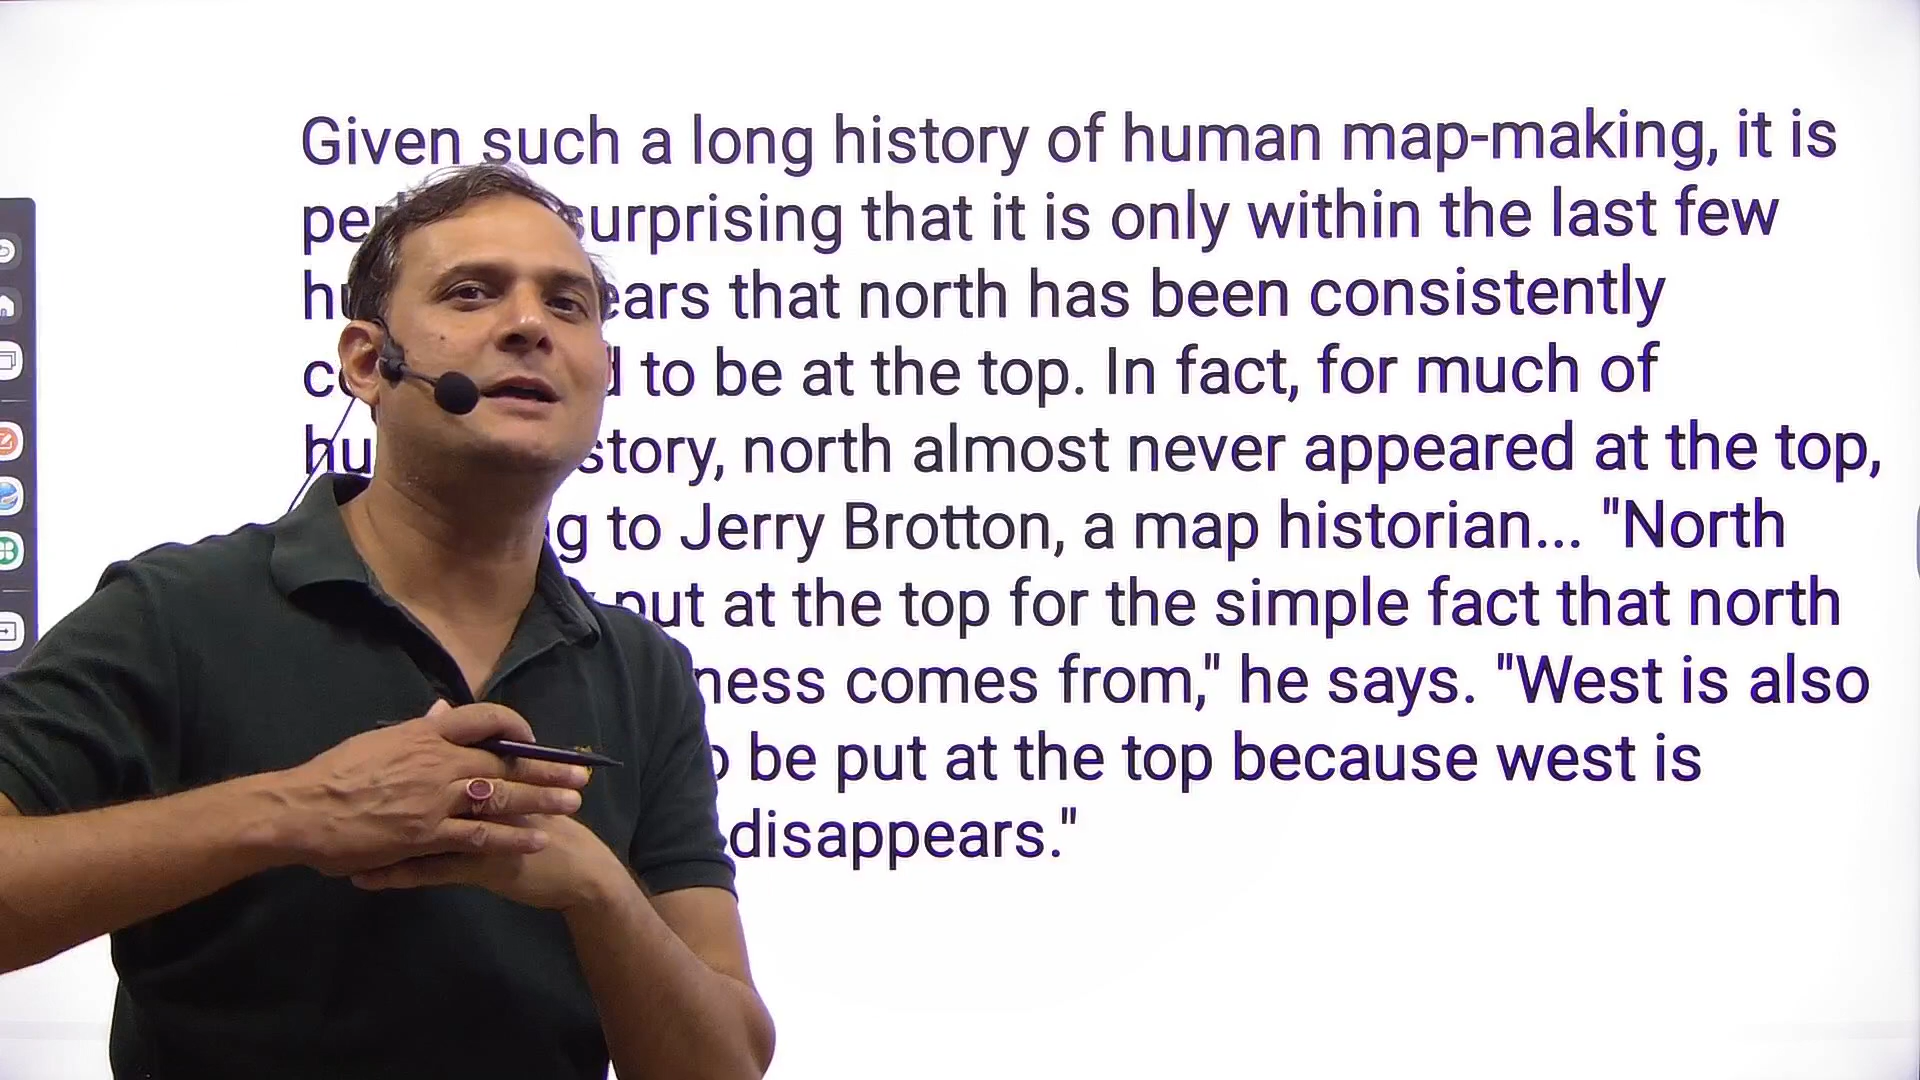 Given such a long history of human map-making, it is
surprising that it is only within the last few
that north has been consistently
to be at the top. In fact, for much of
north almost never appeared at the top,
to Jerry Brotton, a map historian... "North
put at the top for the simple fact that north
comes from," he says. "West is also
be put at the top because west is
disappears."